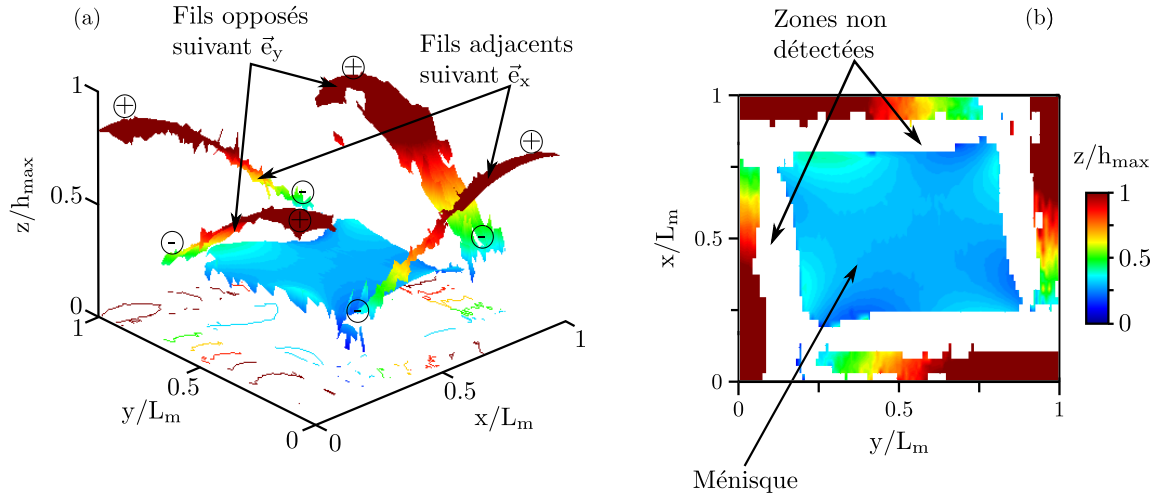 (a)
Fils opposés
suivant e⃗y
Fils adjacents
suivant e⃗x
+
+
+
+
-
-
-
-
z/hmax
1
0.5
0
1
0.5
0
y/Lm
0
0.5
1
x/Lm
Zones non
détectées
(b)
x/Lm
1
0.5
0
0
0.5
1
y/Lm
z/hmax
1
0.5
0
Ménisque